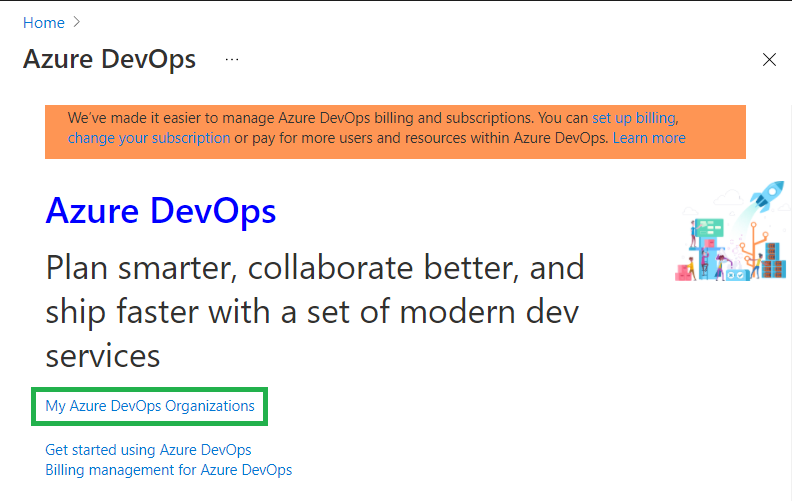 Home >
Azure DevOps ...
We've made it easier to manage Azure DevOps billing and subscriptions. You can set up billing,
change your subscription or pay for more users and resources within Azure DevOps. Learn more
Azure DevOps
Plan smarter, collaborate better, and
ship faster with a set of modern dev
services
My Azure DevOps Organizations
Get started using Azure DevOps
Billing management for Azure DevOps